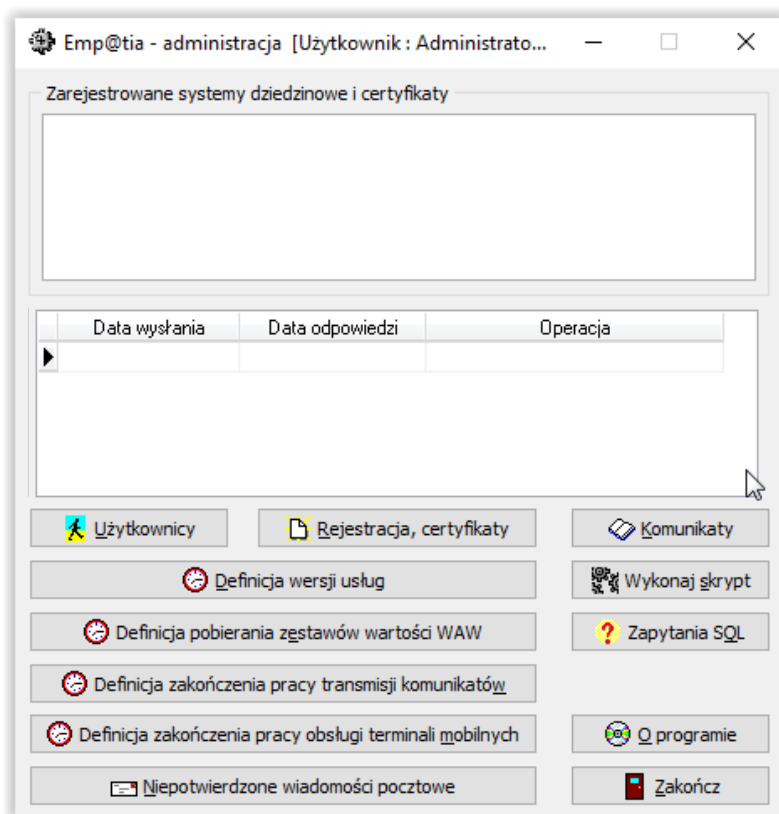 Emp@tia - administracja [Użytkownik : Administrato...
Zarejestrowane systemy dziedzinowe i certyfikaty
Data wysłania Data odpowiedzi Operacja
Użytkownicy Rejestracja, certyfikaty Komunikaty
Definicja wersji usług Wykonaj skrypt
Definicja pobierania zestawów wartości WAW Zapytania SQL
Definicja zakończenia pracy transmisji komunikatów
Definicja zakończenia pracy obsługi terminali mobilnych O programie
Niepotwierdzone wiadomości pocztowe Zakończ